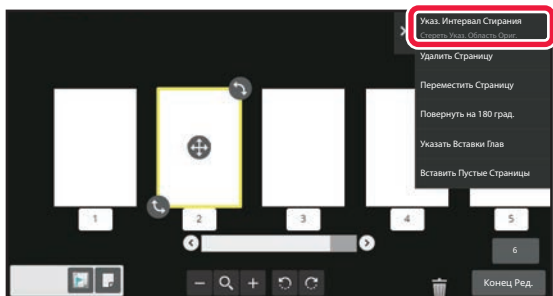 Указ. Интервал Стирания
Стереть Указ. Область Ориг.
Удалить Страницу
Переместить Страницу
Повернуть на 180 град.
Указать Вставки Глав
Вставить Пустые Страницы
1 2 3 4 5
6
Конец Ред.